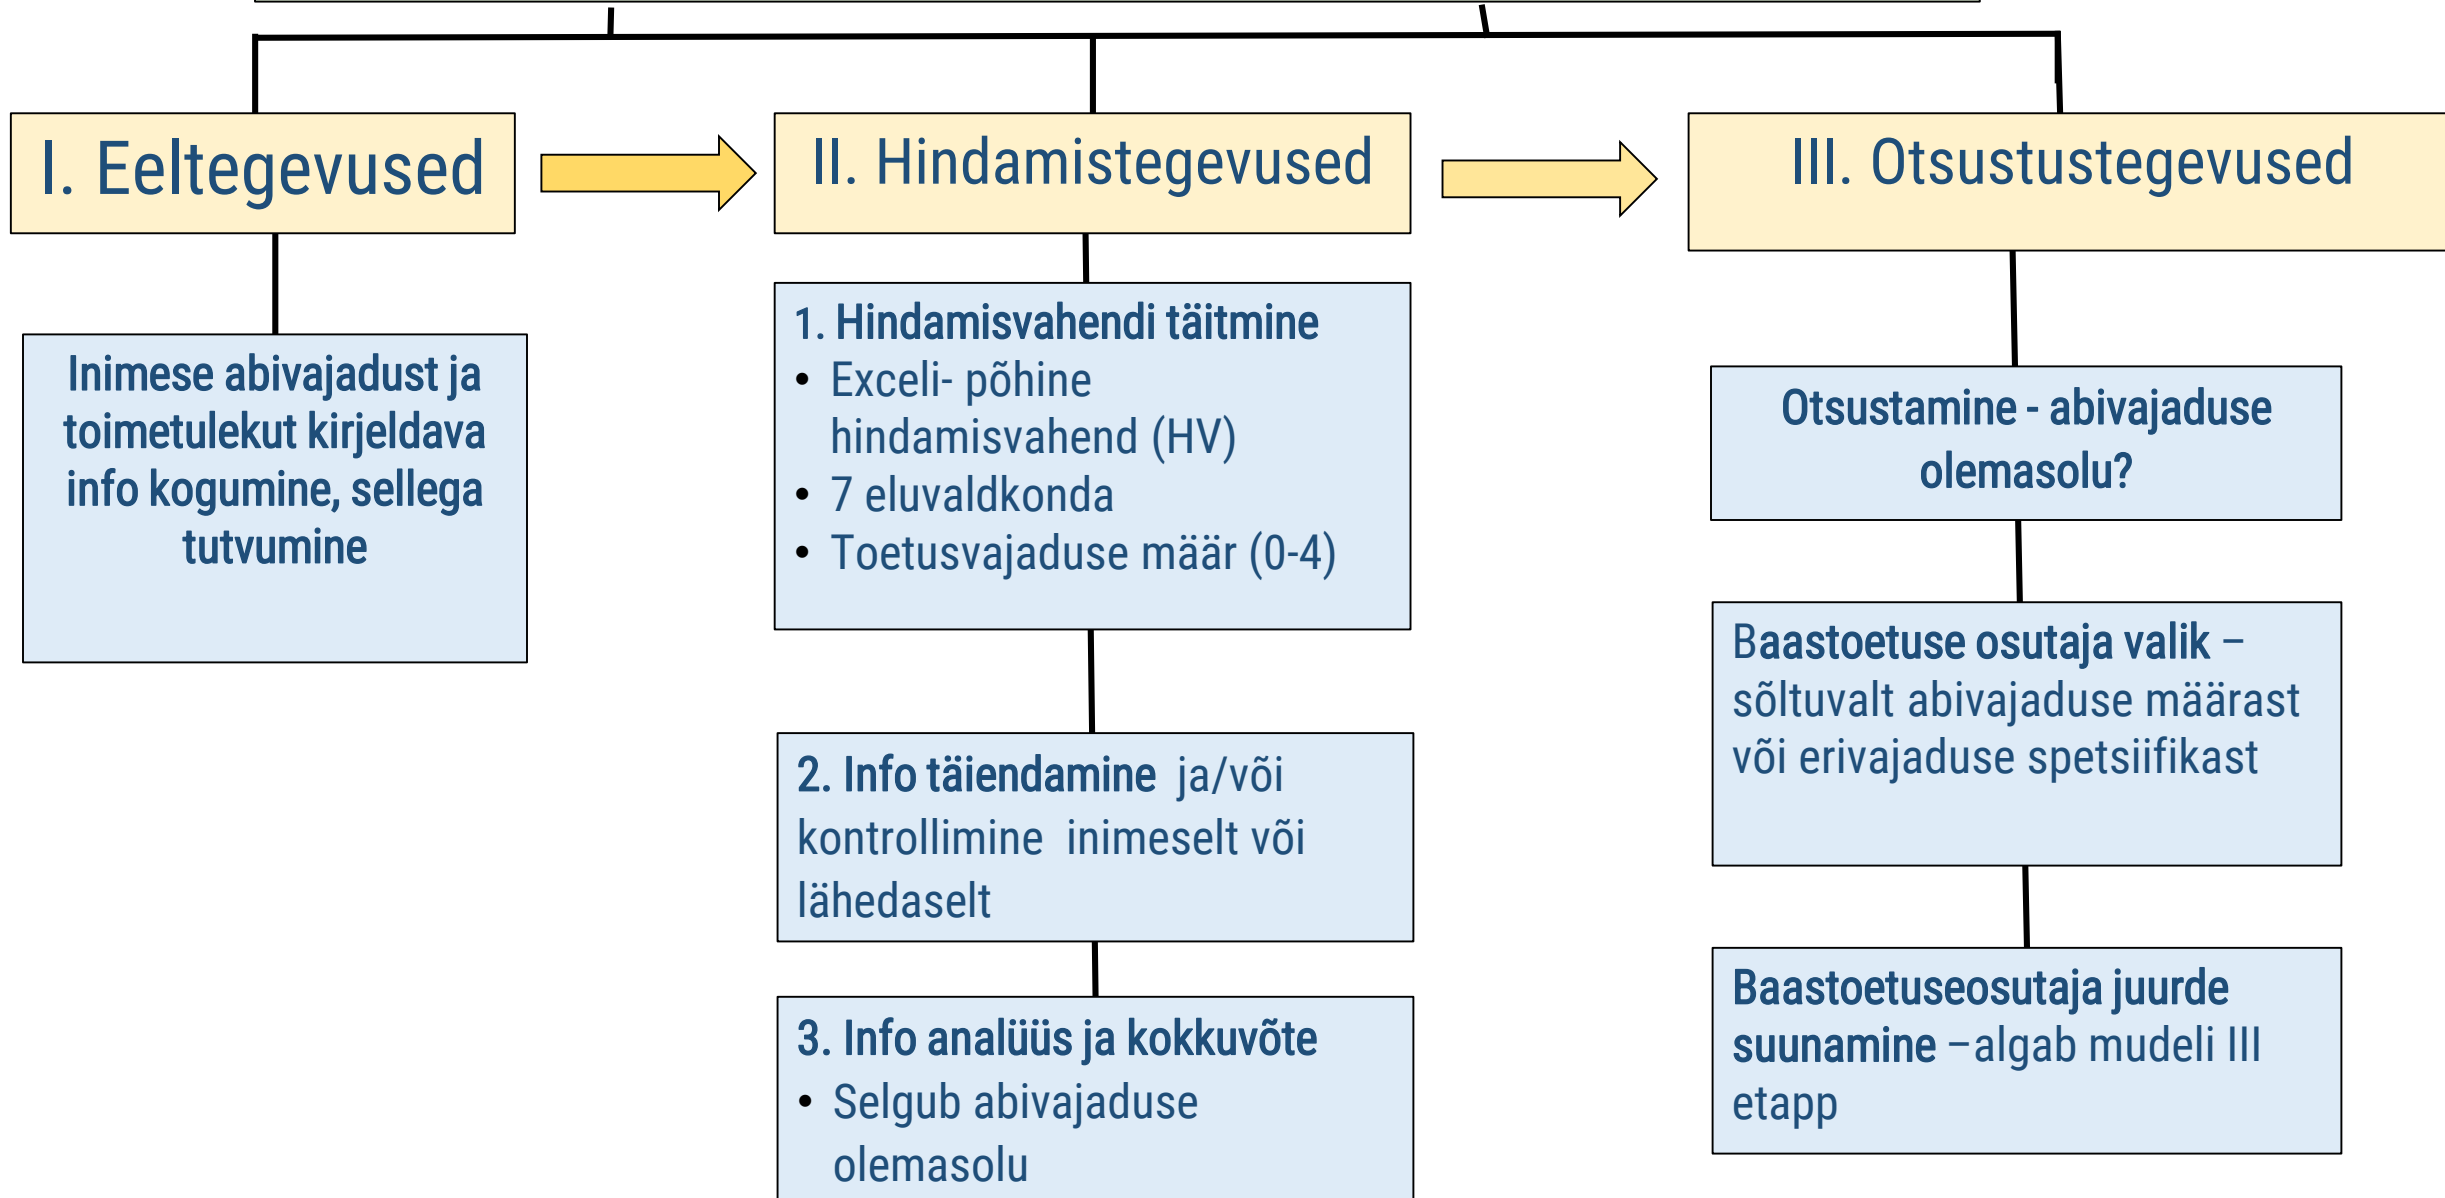 I. Eeltegevused
Inimese abivajadust ja
toimetulekut kirjeldava
info kogumine, sellega
tutvumine
II. Hindamistegevused
1. Hindamisvahendi täitmine
• Exceli- põhine
hindamisvahend (HV)
• 7 eluvaldkonda
• Toetusvajaduse määr (0-4)
2. Info täiendamine ja/või
kontrollimine inimeselt või
lähedaselt
3. Info analüüs ja kokkuvõte
• Selgub abivajaduse
olemasolu
III. Otsustustegevused
Otsustamine - abivajaduse
olemasolu?
Baastoetuse osutaja valik –
sõltuvalt abivajaduse määrast
või erivajaduse spetsiifikast
Baastoetuseosutaja juurde
suunamine –algab mudeli III
etapp